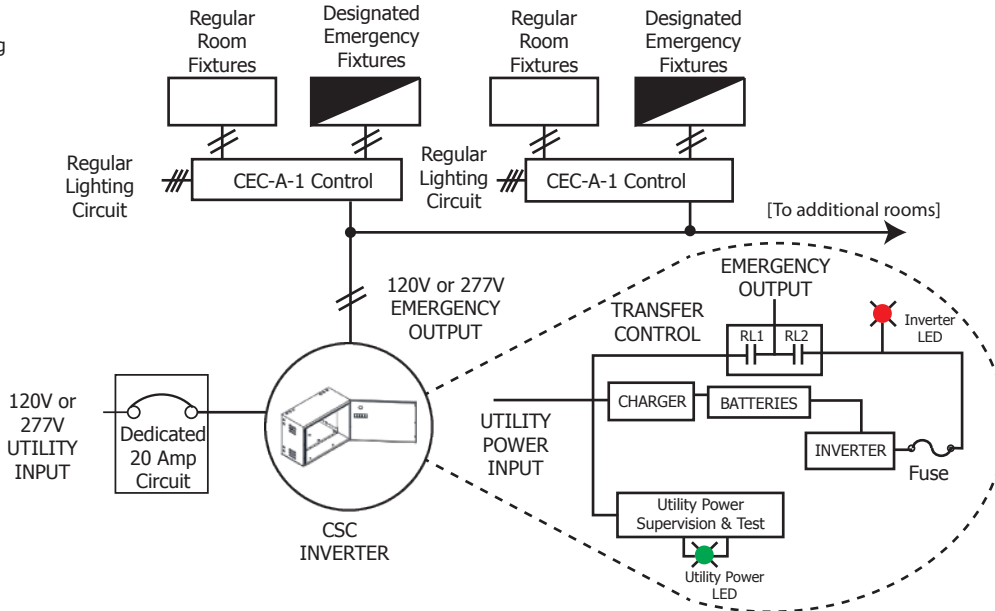 g
Regular
Room
Fixtures
Designated
Emergency
Fixtures
Regular
Room
Fixtures
Designated
Emergency
Fixtures
Regular
Lighting
Circuit
CEC-A-1 Control
Regular
Lighting
Circuit
CEC-A-1 Control
[To additional rooms]
120V or 277V
EMERGENCY
OUTPUT
120V or
277V
UTILITY
INPUT
Dedicated
20 Amp
Circuit
CSC
INVERTER
EMERGENCY
OUTPUT
TRANSFER
CONTROL
RL1
RL2
Inverter
LED
UTILITY
POWER
INPUT
CHARGER
BATTERIES
INVERTER
Fuse
Utility Power
Supervision & Test
Utility Power
LED